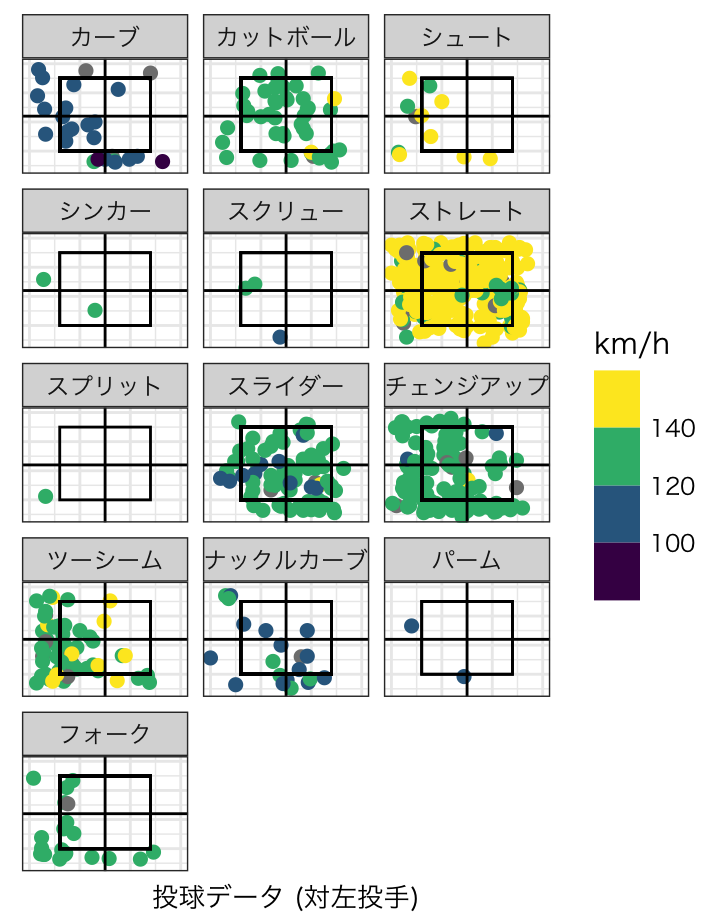 カーブ
カットボール
シュート
シンカー
スクリュー
ストレート
スプリット
スライダー
チェンジアップ
ツーシーム
ナックルカーブ
パーム
フォーク
km/h
140
120
100
投球データ (対左投手)